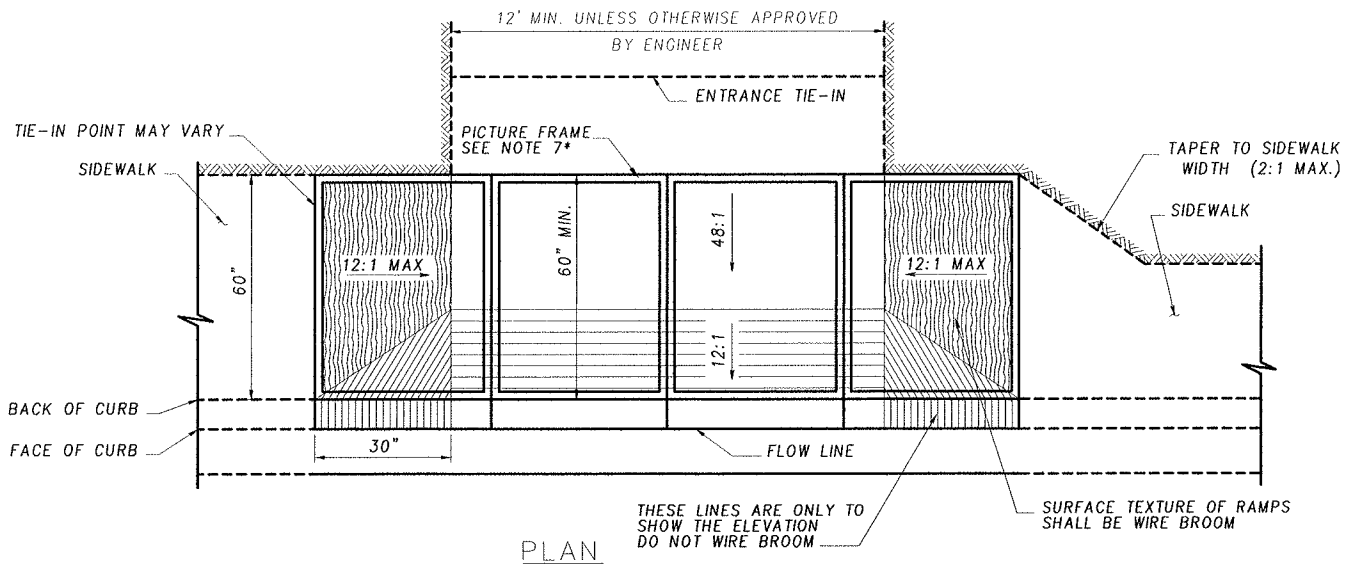 12' MIN. UNLESS OTHERWISE APPROVED
BY ENGINEER
ENTRANCE TIE-IN
TIE-IN POINT MAY VARY
PICTURE FRAME
SEE NOTE 7*
TAPER TO SIDEWALK
WIDTH (2:1 MAX.)
SIDEWALK
SIDEWALK
60"
12:1 MAX
60" MIN.
48:1
12:1 MAX
12:1
BACK OF CURB
FACE OF CURB
30"
FLOW LINE
THESE LINES ARE ONLY TO
SHOW THE ELEVATION
DO NOT WIRE BROOM
SURFACE TEXTURE OF RAMPS
SHALL BE WIRE BROOM
PLAN